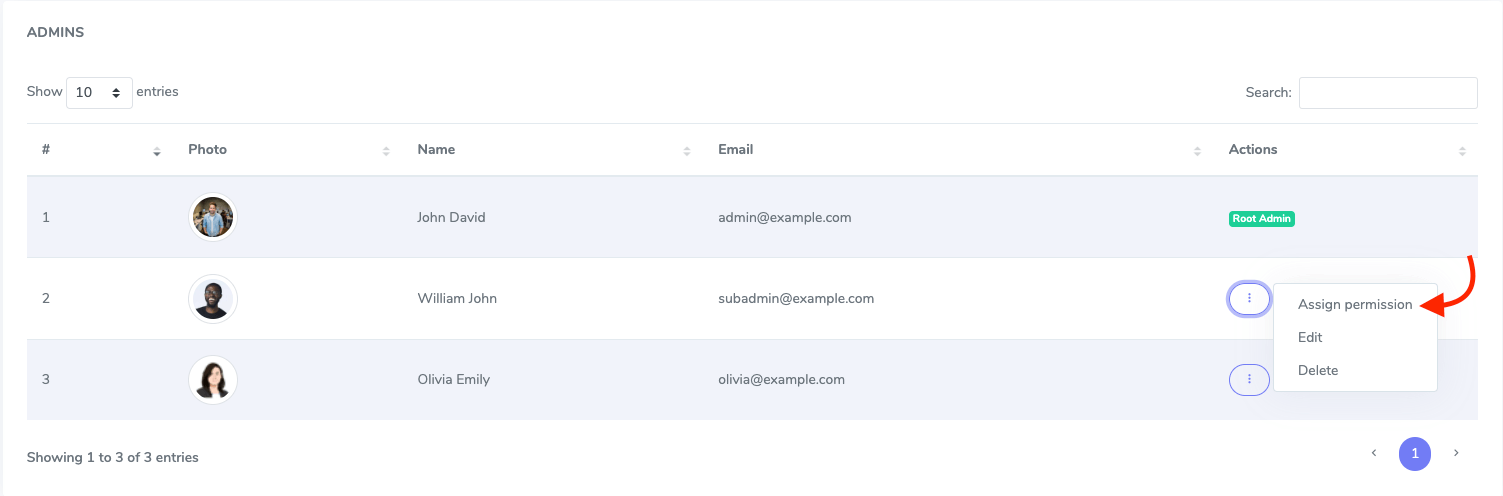 ADMINS
Show 10 entries
Search:
# Photo Name Email Actions
1 John David admin@example.com Root Admin
2 William John subadmin@example.com
Assign permission
Edit
Delete
3 Olivia Emily olivia@example.com
Showing 1 to 3 of 3 entries
‹ 1 ›